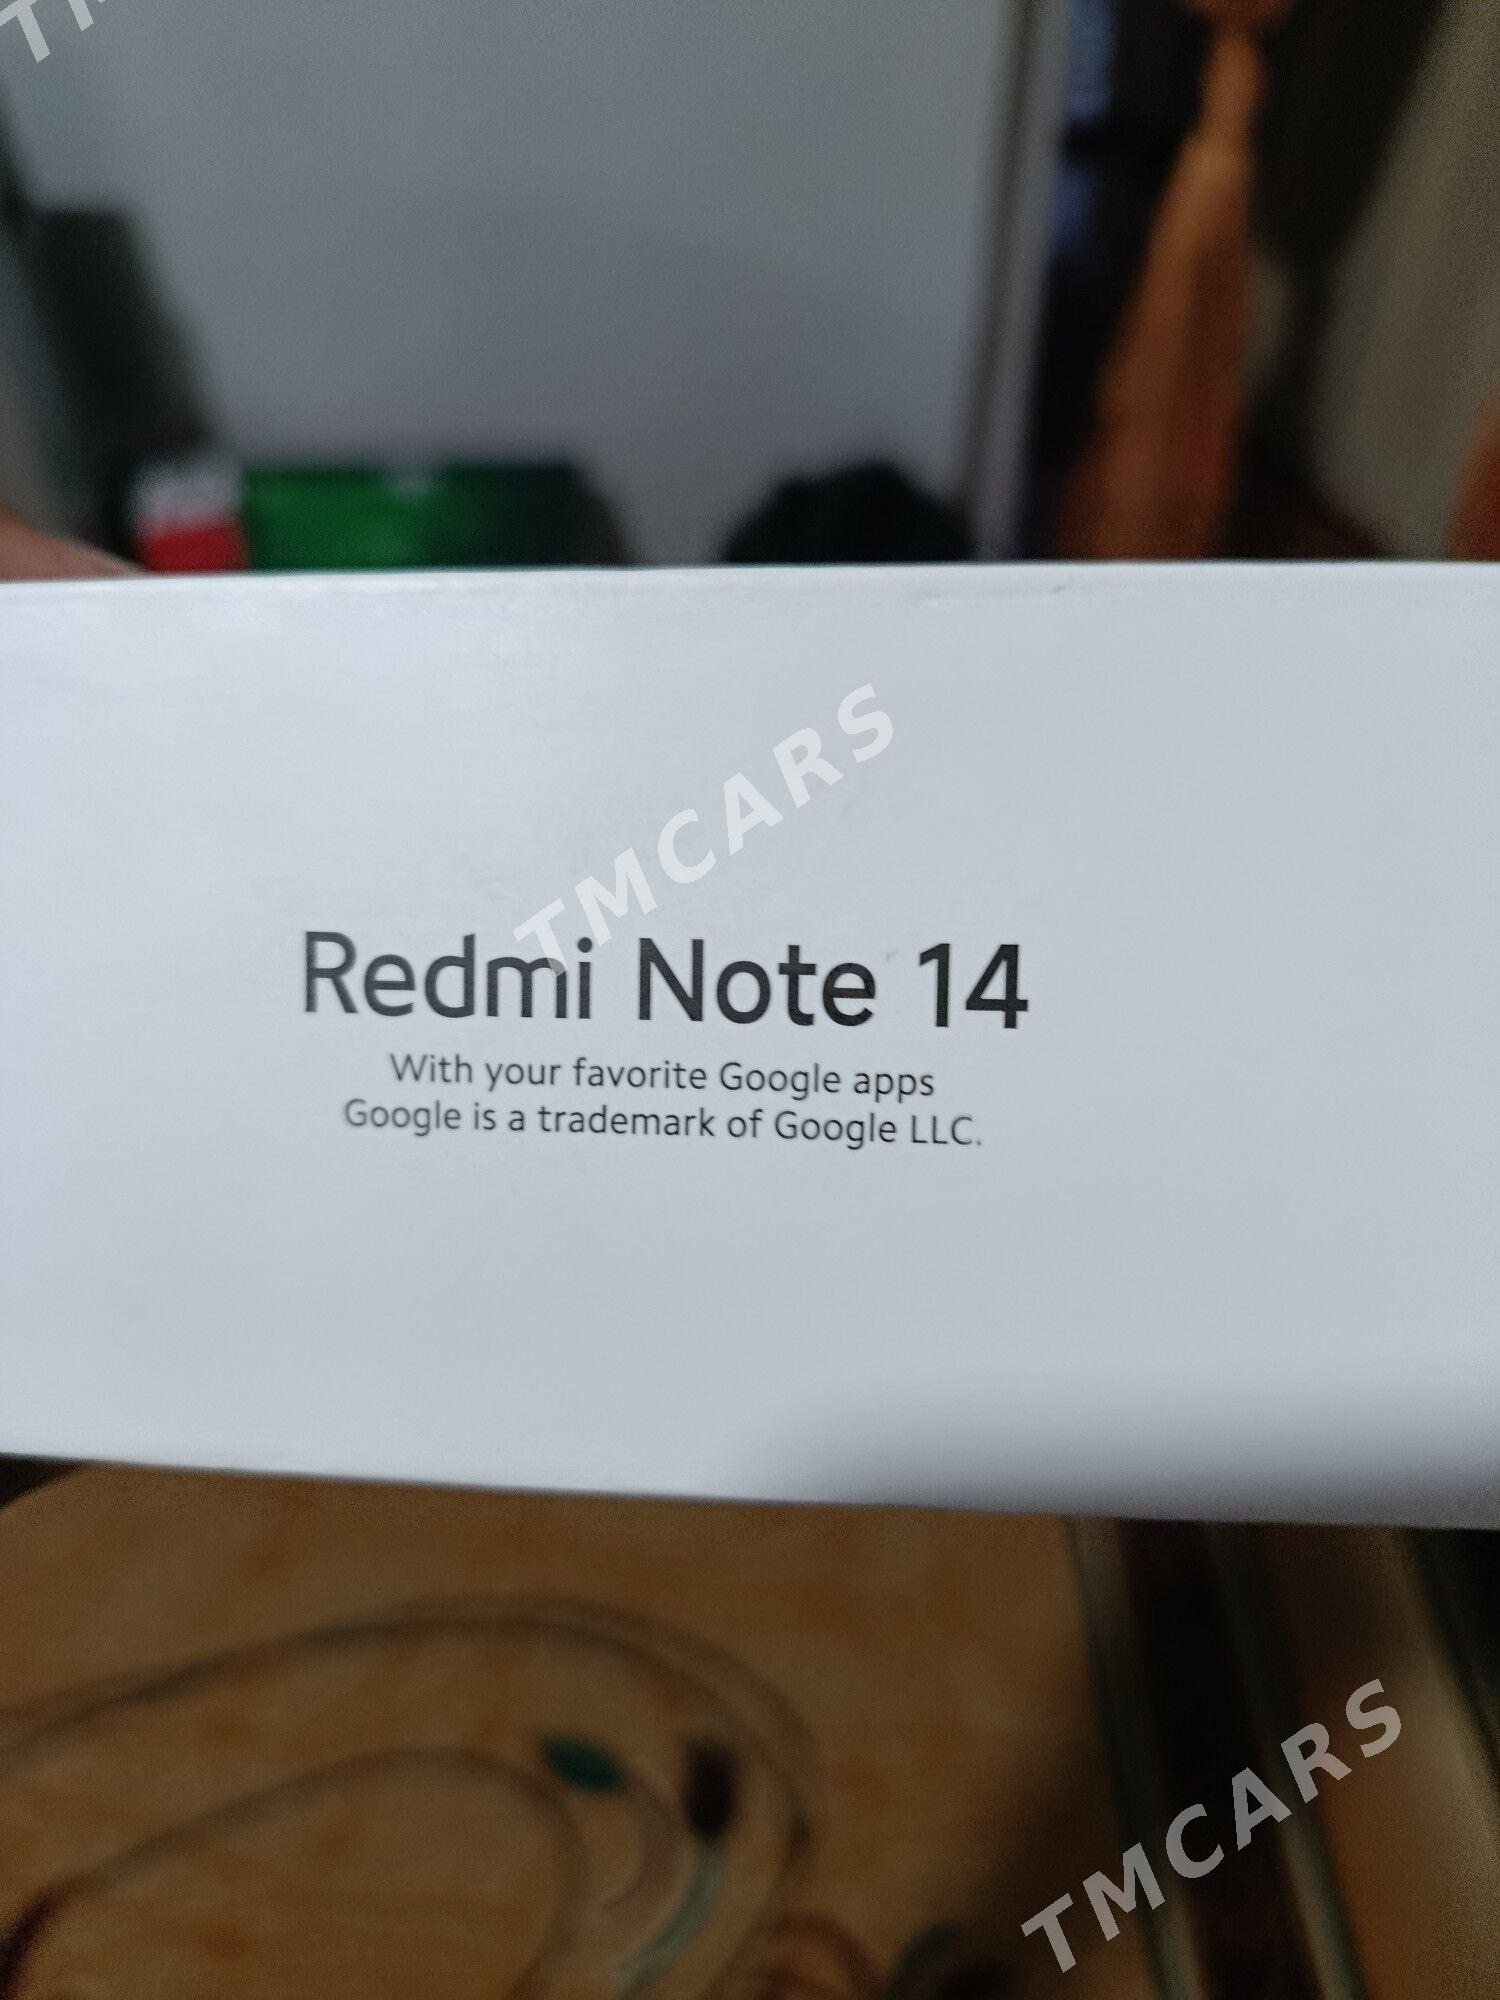 TMCARS
Redmi Note 14
With your favorite Google apps
Google is a trademark of Google LLC.
TMCARS